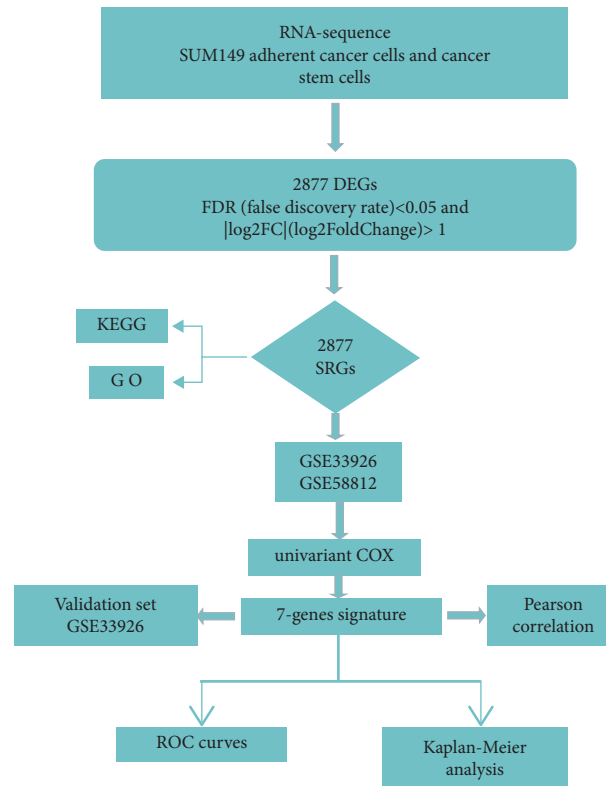 RNA-sequence
SUM149 adherent cancer cells and cancer
stem cells
2877 DEGs
FDR (false discovery rate)<0.05 and
|log2FC|(log2FoldChange)> 1
KEGG
G O
2877
SRGs
GSE33926
GSE58812
univariant COX
Validation set
GSE33926
7-genes signature
Pearson
correlation
ROC curves
Kaplan-Meier
analysis